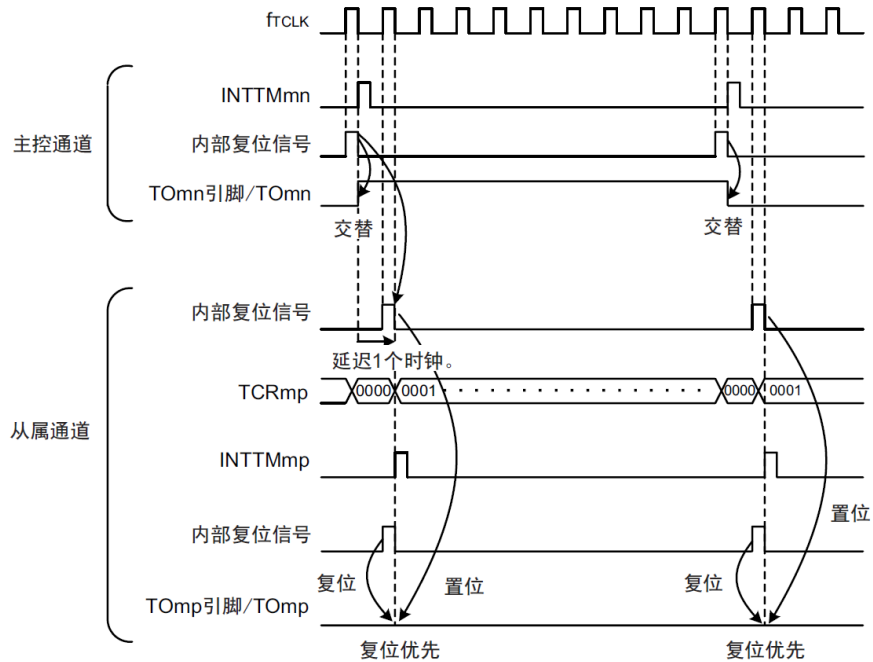 fTCLK
INTTMmn
主控通道
内部复位信号
TOmn引脚/TOmn
交替
交替
内部复位信号
延迟1个时钟。
TCRmp
0000
0001
0000
0001
从属通道
INTTMmp
置位
内部复位信号
复位
置位
复位
TOmp引脚/TOmp
复位优先
复位优先